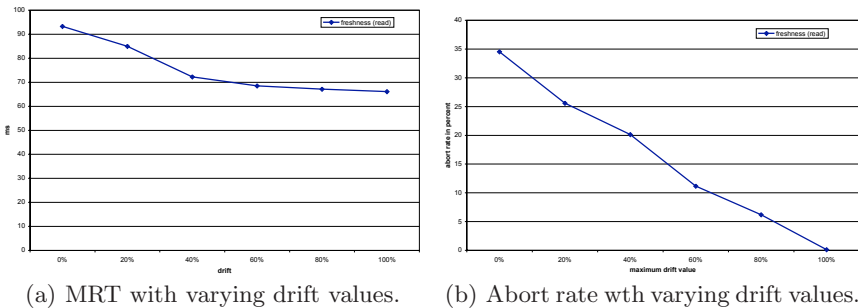 100
90
80
70
60
50
40
30
20
10
0
ms
freshness (read)
0% 20% 40% 60% 80% 100%
drift
(a) MRT with varying drift values.
40
35
30
25
20
15
10
5
0
abort rate in percent
freshness (read)
0% 20% 40% 60% 80% 100%
maximum drift value
(b) Abort rate wth varying drift values.